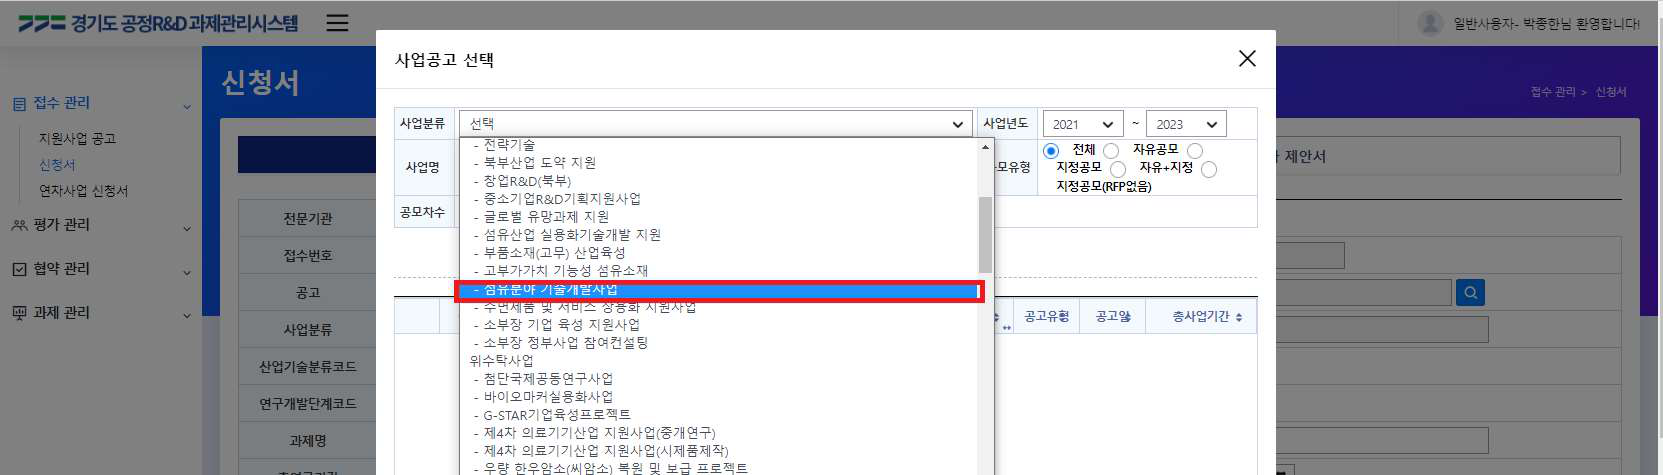 경기도 공정R&D 과제관리시스템
일반사용자- 박종한님 환영합니다!
접수 관리
지원사업 공고
신청서
연차사업 신청서
평가 관리
협약 관리
과제 관리
신청서
접수 관리 > 신청서
제안서
전문기관
접수번호
공고
사업분류
산업기술분류코드
연구개발단계코드
과제명
사업공고 선택
사업분류 선택 사업년도 2021 ~ 2023
사업명 모유형 전체 자유공모
지정공모 자유+지정
지정공모(RFP없음)
공모차수
- 전략기술
- 북부산업 도약 지원
- 창업R&D(북부)
- 중소기업R&D기획지원사업
- 글로벌 유망과제 지원
- 섬유산업 실용화기술개발 지원
- 부품소재(고무) 산업육성
- 고부가가치 기능성 섬유소재
- 섬유분야 기술개발사업
- 수면제품 및 서비스 상용화 지원사업
- 소부장 기업 육성 지원사업
- 소부장 정부사업 참여컨설팅
위수탁사업
- 첨단국제공동연구사업
- 바이오마커실용화사업
- G-STAR기업육성프로젝트
- 제4차 의료기기산업 지원사업(중개연구)
- 제4차 의료기기산업 지원사업(시제품제작)
- 우량 한우암소(씨암소) 복원 및 보급 프로젝트
공고유형 공고일 총사업기간